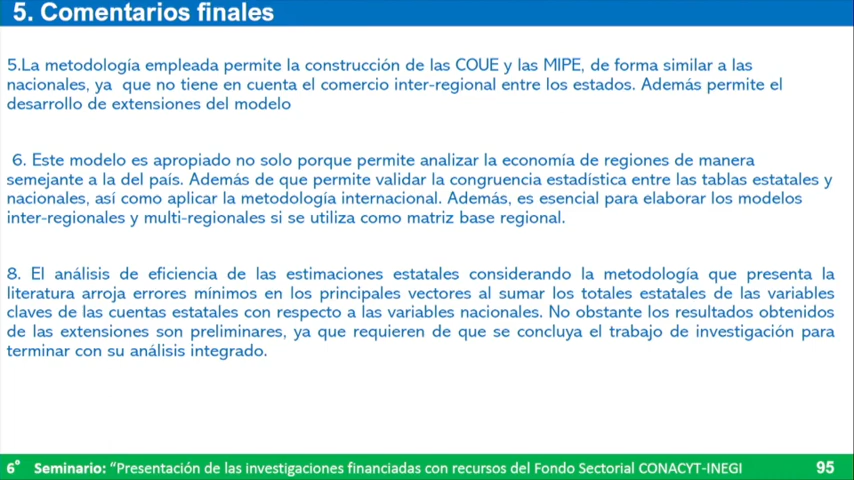 5. Comentarios finales
5.La metodología empleada permite la construcción de las COUE y las MIPE, de forma similar a las
nacionales, ya que no tiene en cuenta el comercio inter-regional entre los estados. Además permite el
desarrollo de extensiones del modelo
6. Este modelo es apropiado no solo porque permite analizar la economía de regiones de manera
semejante a la del país. Además de que permite validar la congruencia estadística entre las tablas estatales y
nacionales, así como aplicar la metodología internacional. Además, es esencial para elaborar los modelos
inter-regionales y multi-regionales si se utiliza como matriz base regional.
8. El análisis de eficiencia de las estimaciones estatales considerando la metodología que presenta la
literatura arroja errores mínimos en los principales vectores al sumar los totales estatales de las variables
claves de las cuentas estatales con respecto a las variables nacionales. No obstante los resultados obtenidos
de las extensiones son preliminares, ya que requieren de que se concluya el trabajo de investigación para
terminar con su análisis integrado.
6° Seminario: “Presentación de las investigaciones financiadas con recursos del Fondo Sectorial CONACYT-INEGI 95